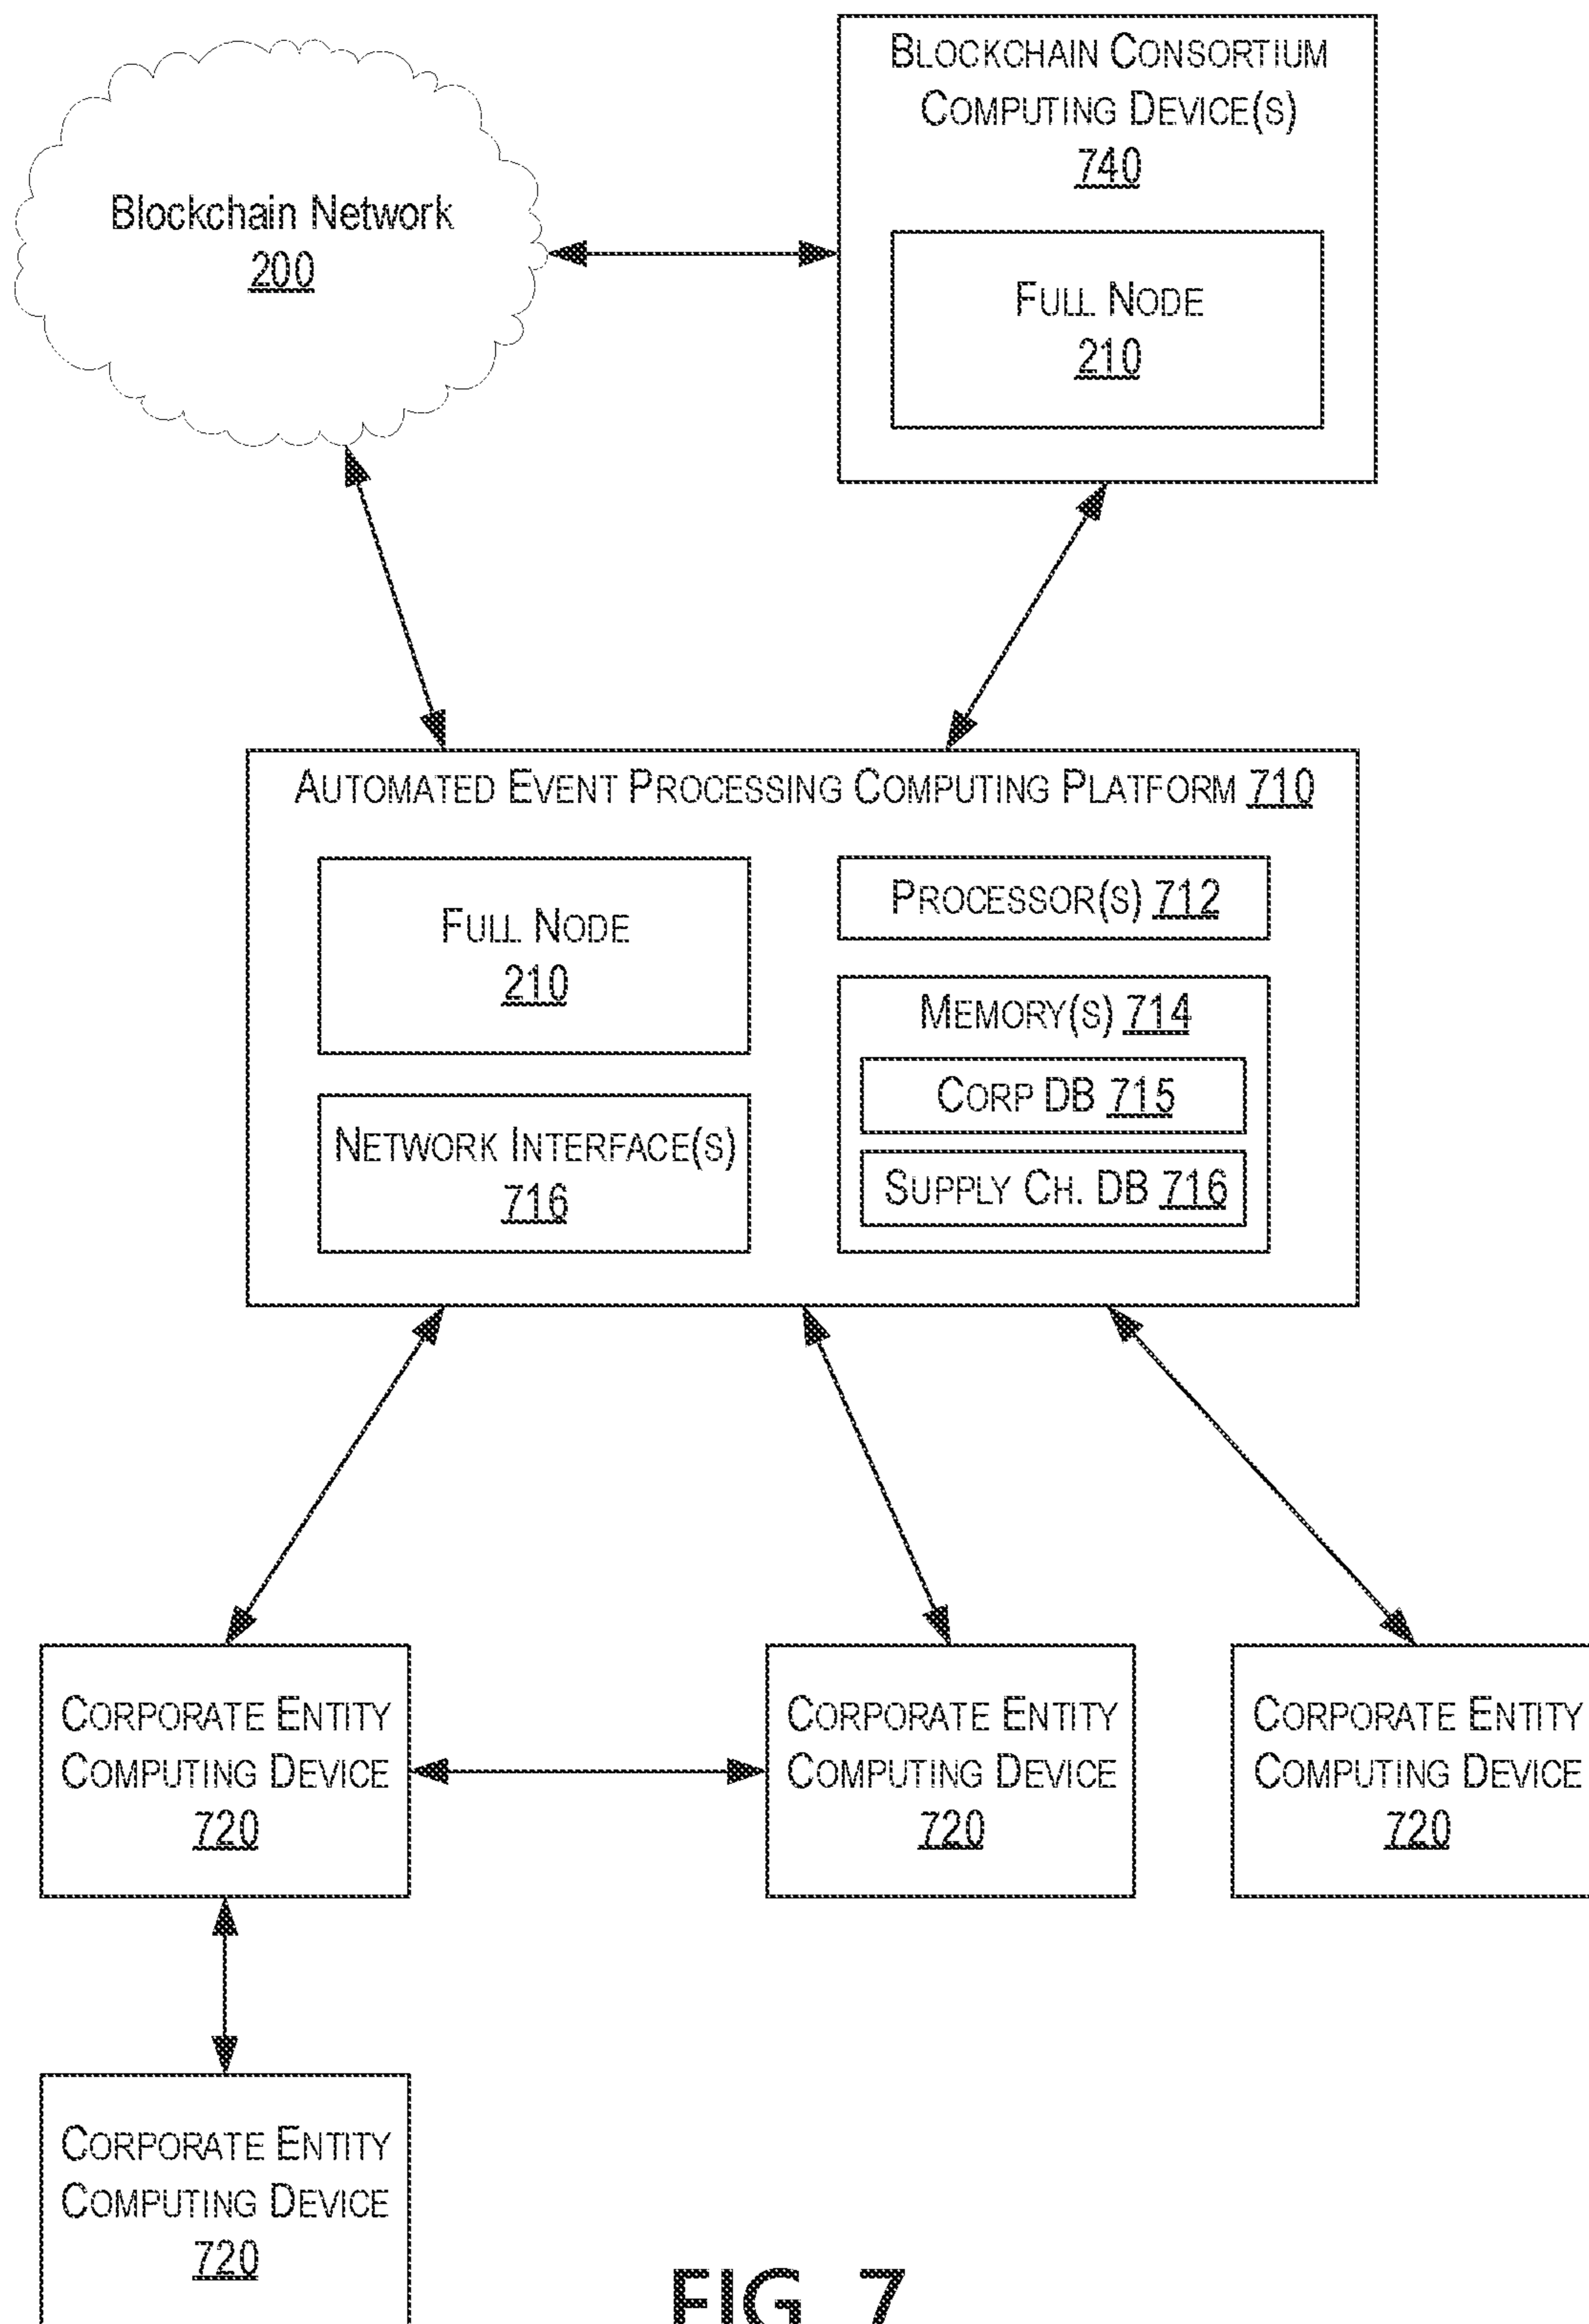 Blockchain Network
200
BLOCKCHAIN CONSORTIUM
COMPUTING DEVICE(S)
740
FULL NODE
210
AUTOMATED EVENT PROCESSING COMPUTING PLATFORM 710
FULL NODE
210
NETWORK INTERFACE(S)
716
PROCESSOR(S) 712
MEMORY(S) 714
CORP DB 715
SUPPLY CH. DB 716
CORPORATE ENTITY
COMPUTING DEVICE
720
CORPORATE ENTITY
COMPUTING DEVICE
720
CORPORATE ENTITY
COMPUTING DEVICE
720
CORPORATE ENTITY
COMPUTING DEVICE
720
FIG. 7